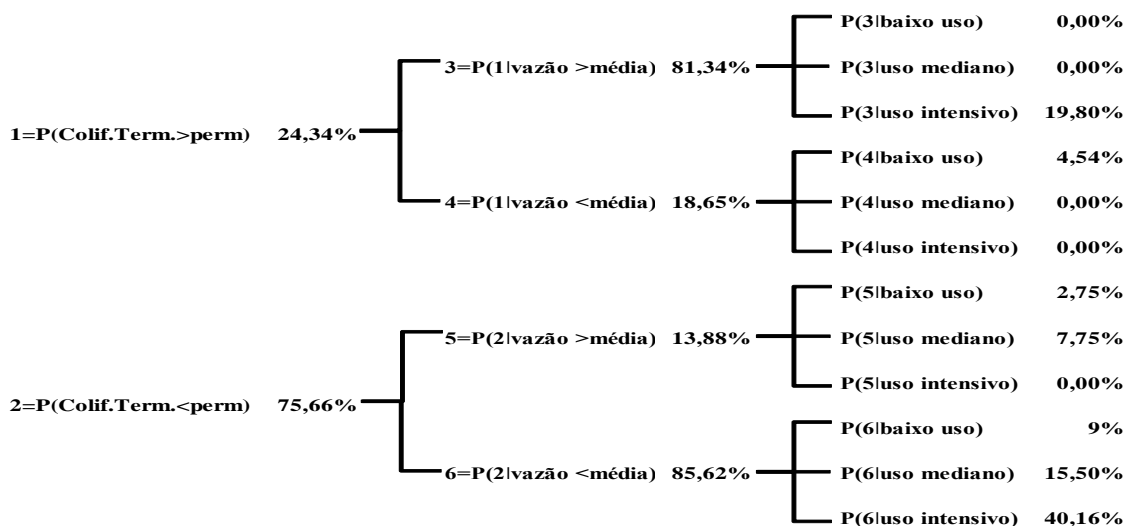 P(3|baixo uso) 0,00%
3=P(1|vazão >média) 81,34% P(3|uso mediano) 0,00%
P(3|uso intensivo) 19,80%
1=P(Colif.Term.>perm) 24,34%
P(4|baixo uso) 4,54%
4=P(1|vazão <média) 18,65% P(4|uso mediano) 0,00%
P(4|uso intensivo) 0,00%
P(5|baixo uso) 2,75%
5=P(2|vazão >média) 13,88% P(5|uso mediano) 7,75%
P(5|uso intensivo) 0,00%
2=P(Colif.Term.<perm) 75,66%
P(6|baixo uso) 9%
6=P(2|vazão <média) 85,62% P(6|uso mediano) 15,50%
P(6|uso intensivo) 40,16%